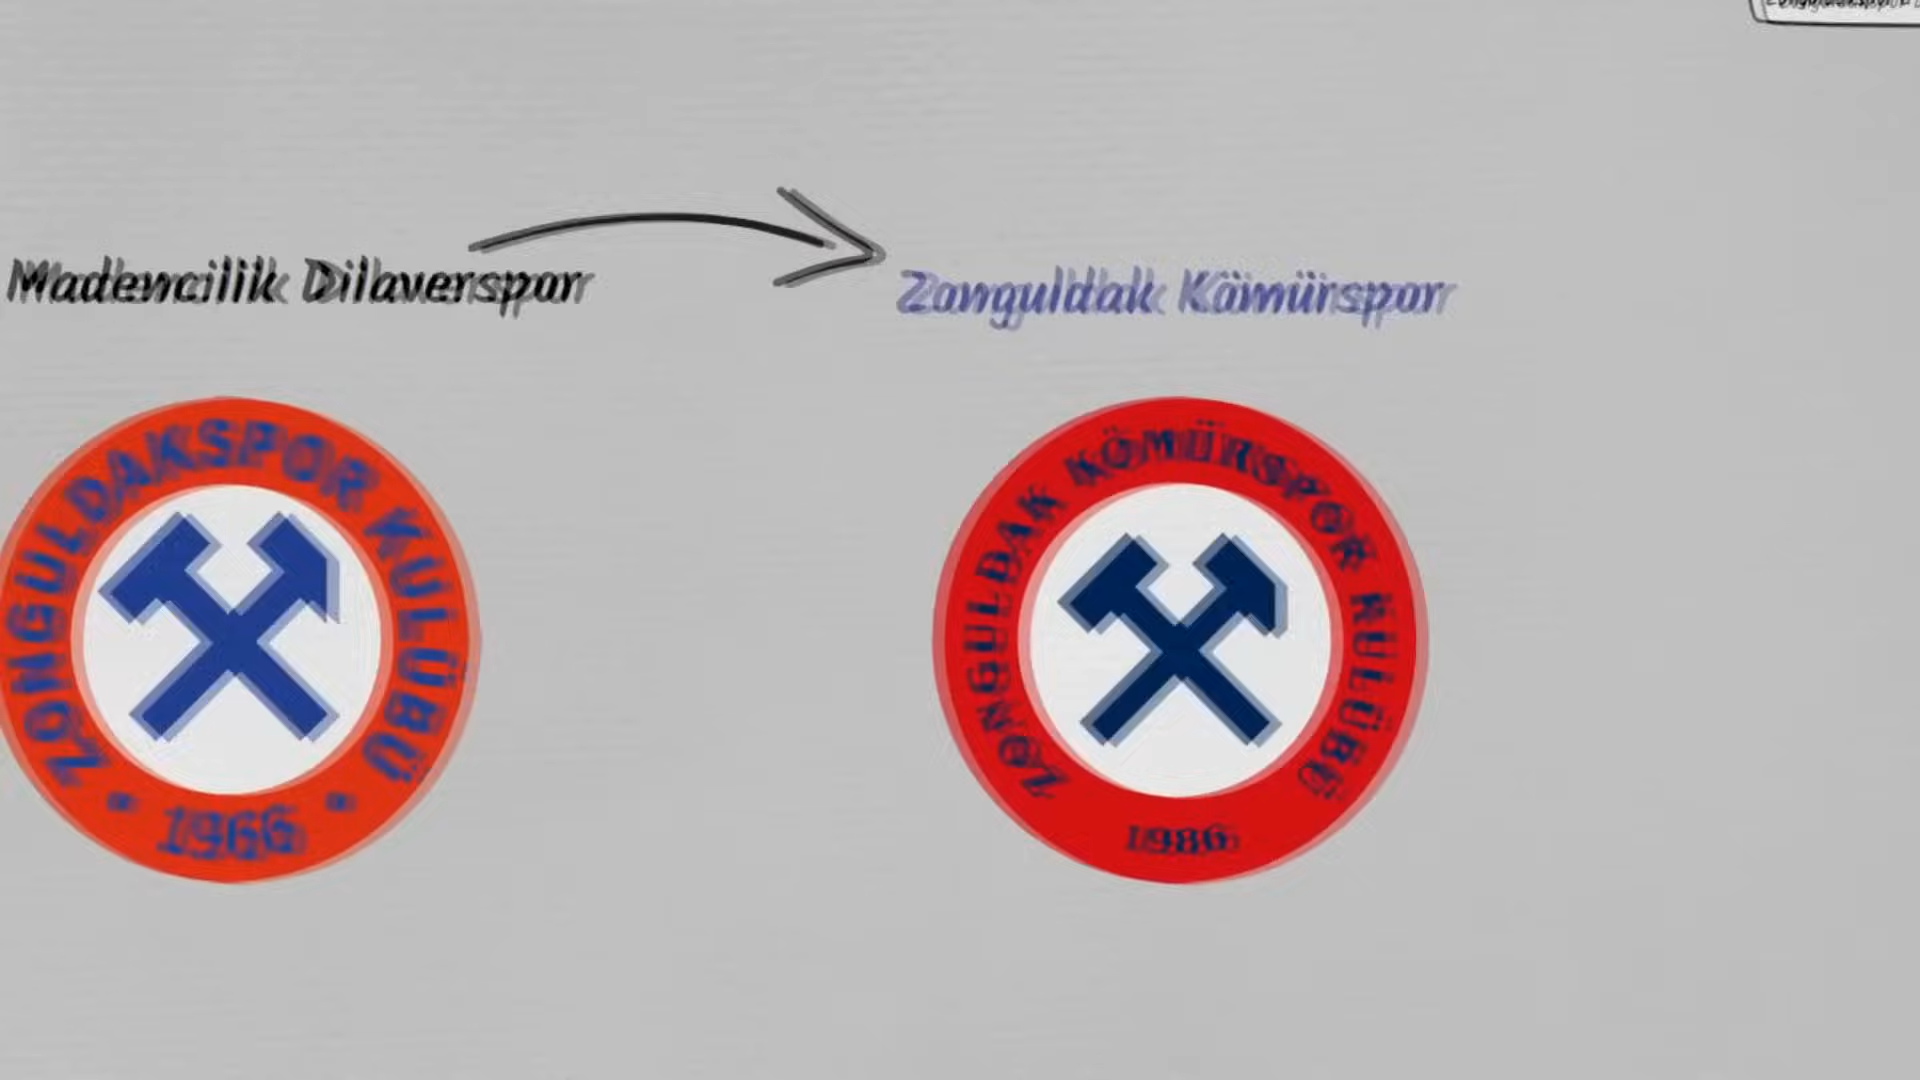 Madencilik Dilaverspor
Zonguldak Kömürspor
ZONGULDAKSPOR KULÜBÜ
1966
ZONGULDAK KÖMÜRSPOR KULÜBÜ
1986